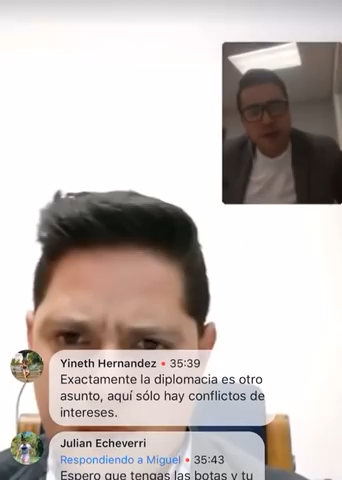 Yineth Hernandez • 35:39
Exactamente la diplomacia es otro
asunto, aquí sólo hay conflictos de
intereses.
Julian Echeverri
Respondiendo a Miguel • 35:43
Espero que tengas las botas y tu